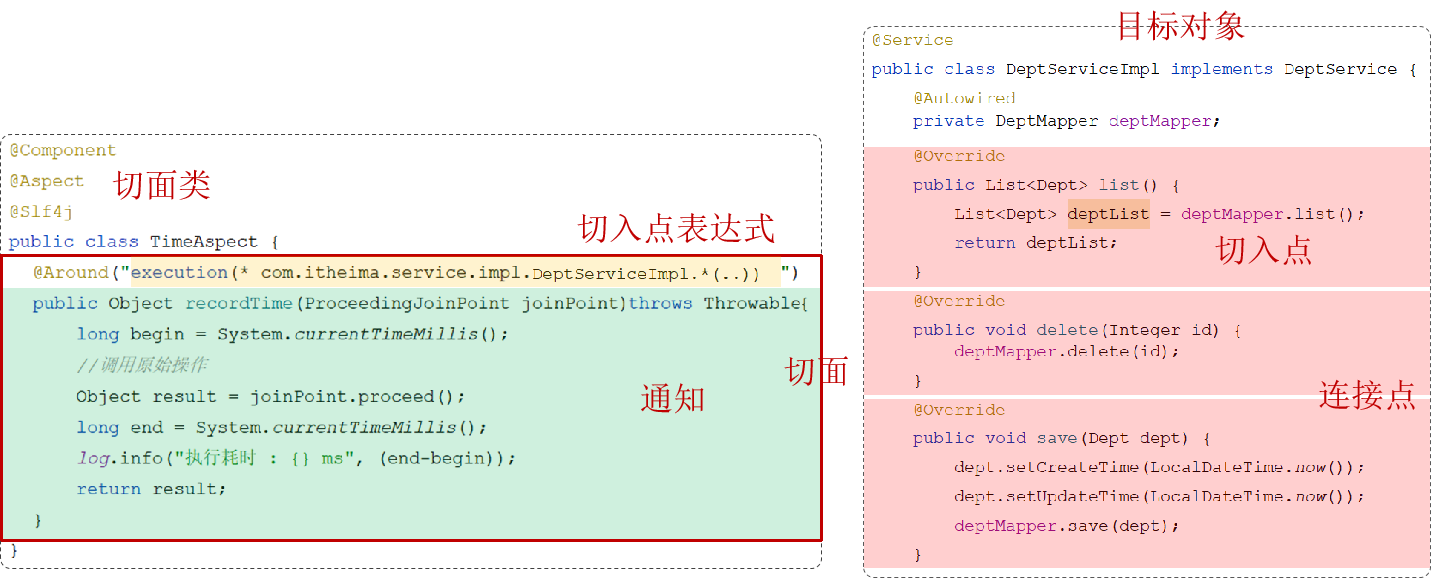 @Component
@Aspect
切面类
@Slf4j
public class TimeAspect {
切入点表达式
@Around("execution(* com.itheima.service.impl.DeptServiceImpl.*(..)) ")
public Object recordTime(ProceedingJoinPoint joinPoint)throws Throwable{
long begin = System.currentTimeMillis();
//调用原始操作
Object result = joinPoint.proceed();
通知
long end = System.currentTimeMillis();
log.info("执行耗时 : {} ms", (end-begin));
return result;
}
}
切面
目标对象
@Service
public class DeptServiceImpl implements DeptService {
@Autowired
private DeptMapper deptMapper;
@Override
public List<Dept> list() {
List<Dept> deptList = deptMapper.list();
return deptList;
切入点
}
@Override
public void delete(Integer id) {
deptMapper.delete(id);
}
连接点
@Override
public void save(Dept dept) {
dept.setCreateTime(LocalDateTime.now());
dept.setUpdateTime(LocalDateTime.now());
deptMapper.save(dept);
}